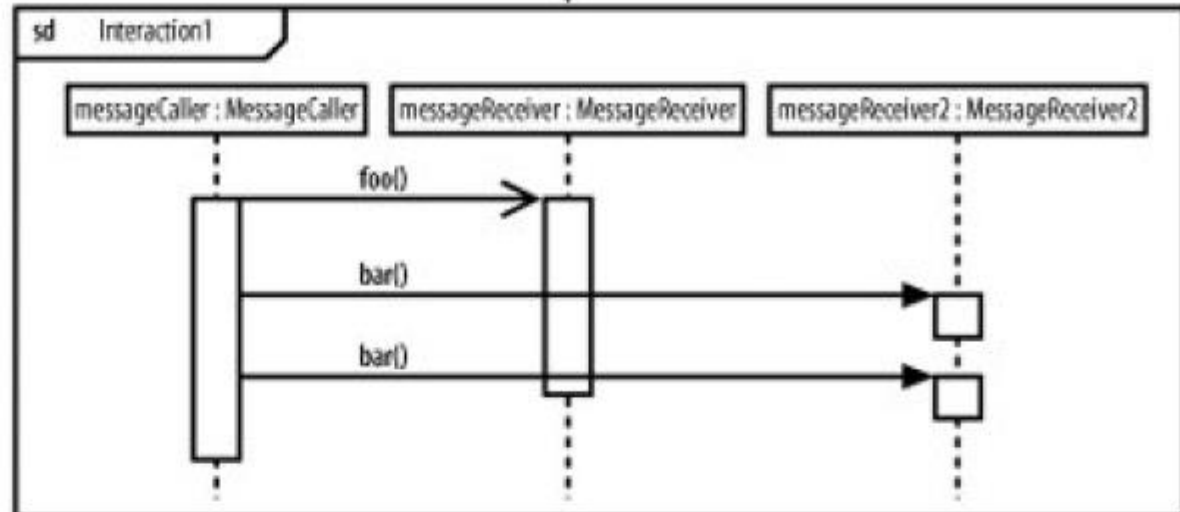 sd Interaction1
messageCaller : MessageCaller
messageReceiver : MessageReceiver
messageReceiver2 : MessageReceiver2
foo()
bar()
bar()